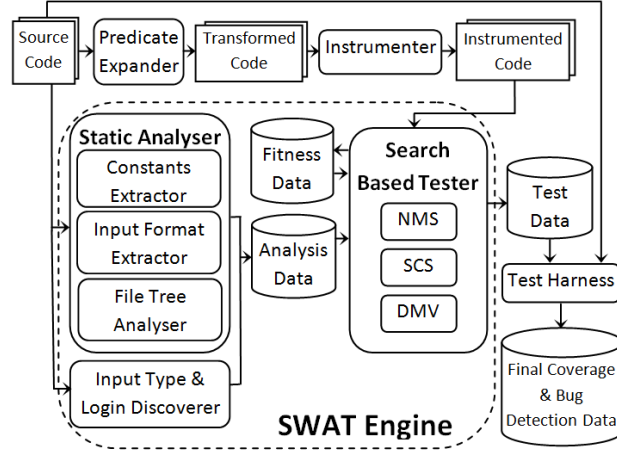 Source
Code
Predicate
Expander
Transformed
Code
Instrumenter
Instrumented
Code
Static Analyser
Constants
Extractor
Input Format
Extractor
File Tree
Analyser
Input Type &
Login Discoverer
Fitness
Data
Analysis
Data
Search
Based Tester
NMS
SCS
DMV
SWAT Engine
Test
Data
Test Harness
Final Coverage
& Bug
Detection Data